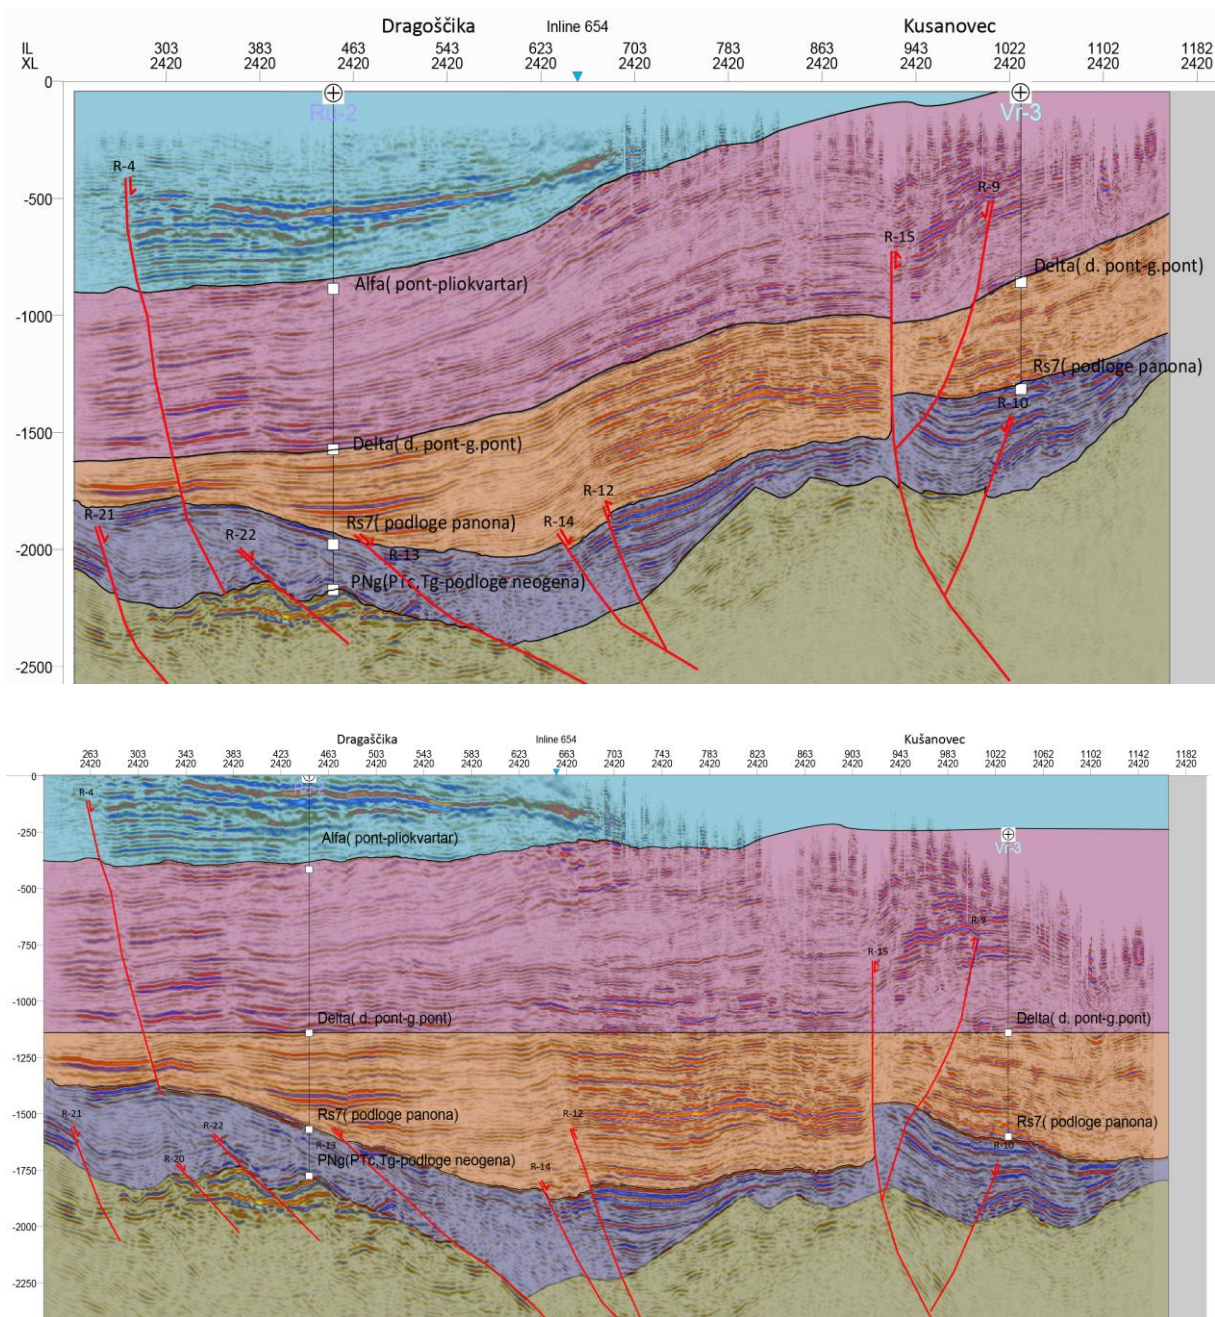 Dragoščika Inline 654 Kusanovec
IL 303 383 463 543 623 703 783 863 943 1022 1102 1182
XL 2420 2420 2420 2420 2420 2420 2420 2420 2420 2420 2420 2420
0
Vr-3
R-4
R-9
-500
R-15
Delta( d. pont-g.pont)
Alfa( pont-pliokvartar)
-1000
Rs7( podloge panona)
R-10
-1500
Delta( d. pont-g.pont)
R-12
R-21
Rs7( podloge panona)
R-14
R-22
-2000
R-13
PNg(PTc,Tg-podloge neogena)
-2500
Dragaščika Inline 654 Kušanovec
263 303 343 383 423 463 503 543 583 623 663 703 743 783 823 863 903 943 983 1022 1062 1102 1142 1182
2420 2420 2420 2420 2420 2420 2420 2420 2420 2420 2420 2420 2420 2420 2420 2420 2420 2420 2420 2420 2420 2420 2420 2420
0
R-4
Alfa( pont-pliokvartar)
-250
Vr-3
-500
R-9
-750
R-15
-1000
Delta( d. pont-g.pont) Delta( d. pont-g.pont)
-1250
-1500
Rs7( podloge panona)
R-12
R-21
Rs7( podloge panona)
R-22
R-13
R-10
PNg(PTc,Tg-podloge neogena)
R-20
R-14
-1750
-2000
-2250